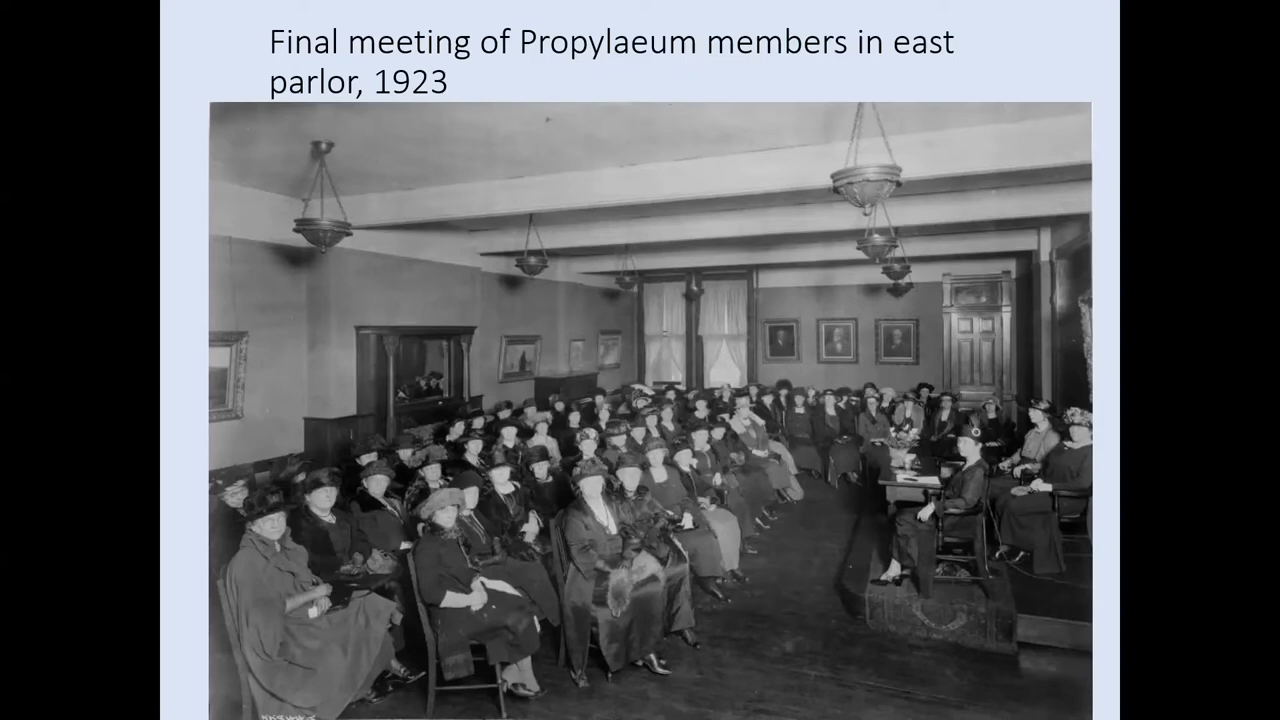 Final meeting of Propylaeum members in east
parlor, 1923